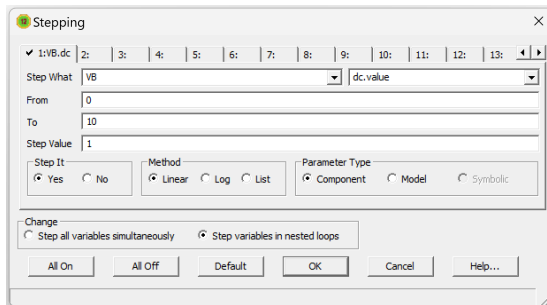 12 Stepping
1:VB.dc 2: 3: 4: 5: 6: 7: 8: 9: 10: 11: 12: 13:
Step What VB dc.value
From 0
To 10
Step Value 1
Step It Method Parameter Type
Yes No Linear Log List Component Model Symbolic
Change
Step all variables simultaneously Step variables in nested loops
All On All Off Default OK Cancel Help...